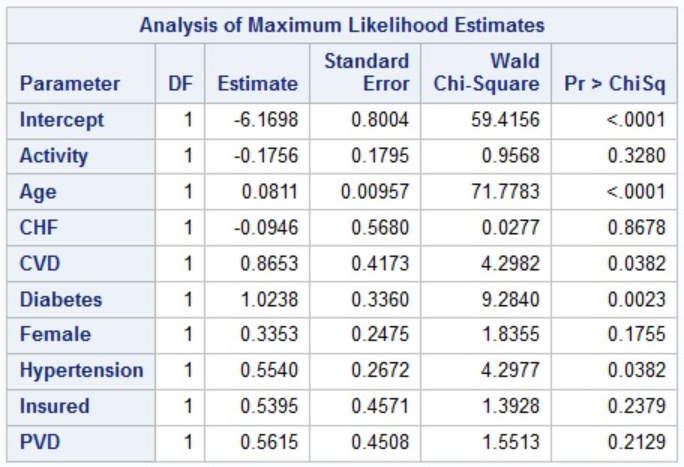 Analysis of Maximum Likelihood Estimates
Parameter DF Estimate Standard Error Wald Chi-Square Pr > ChiSq
Intercept 1 -6.1698 0.8004 59.4156 <.0001
Activity 1 -0.1756 0.1795 0.9568 0.3280
Age 1 0.0811 0.00957 71.7783 <.0001
CHF 1 -0.0946 0.5680 0.0277 0.8678
CVD 1 0.8653 0.4173 4.2982 0.0382
Diabetes 1 1.0238 0.3360 9.2840 0.0023
Female 1 0.3353 0.2475 1.8355 0.1755
Hypertension 1 0.5540 0.2672 4.2977 0.0382
Insured 1 0.5395 0.4571 1.3928 0.2379
PVD 1 0.5615 0.4508 1.5513 0.2129